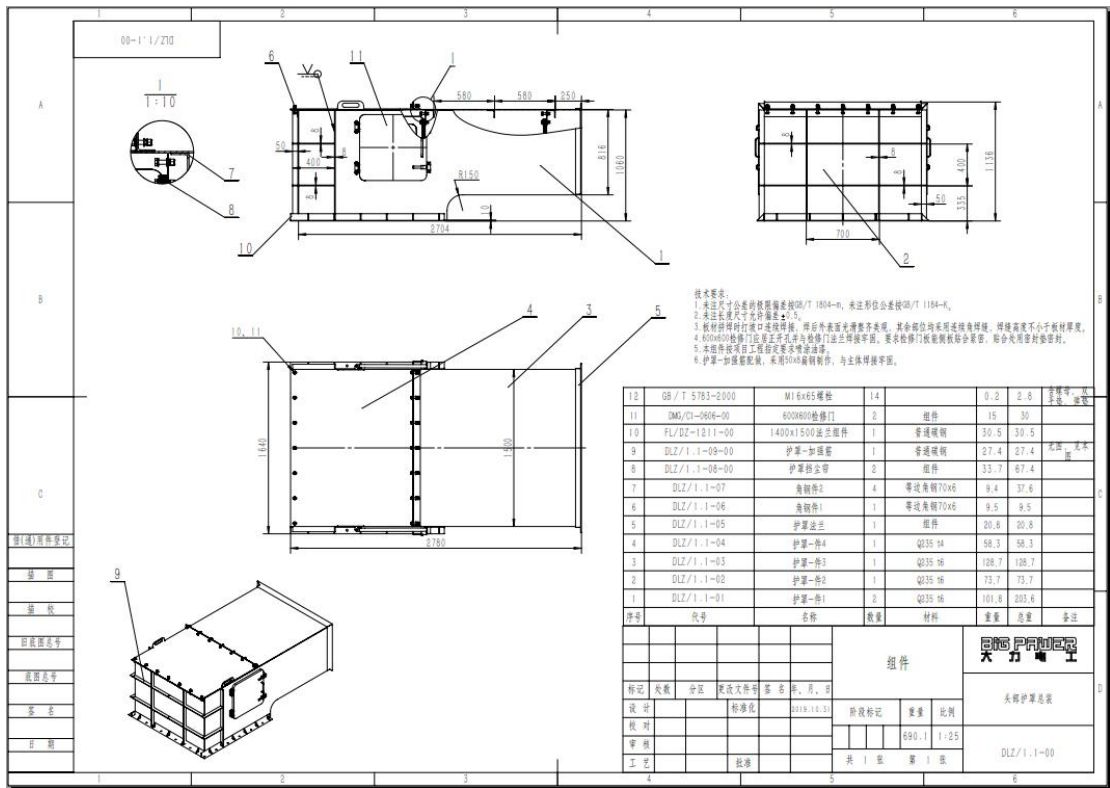 1 2 3 4 5 6
DLZ/1.1-00
I
1:10
7
8
6
11
I
580
560
250
50
8
400
8
8
R150
816
1060
10
2704
10
1
8
8
8
400
1136
335
50
700
2
技术要求:
1.未注尺寸公差的极限偏差按GB/T 1804-m, 未注形位公差按GB/T 1184-K。
2.未注长度尺寸允许偏差±0.5。
3.板材拼焊时打坡口连续焊接, 焊后外表面光滑整齐美观, 其余部位均采用连续角焊缝, 焊缝高度不小于板材厚度。
4.600x600检修门应居正开孔并与检修门法兰焊接牢固。要求检修门板能侧板贴合紧密, 贴合处用密封垫密封。
5.本组件按项目工程指定要求喷涂油漆。
6.护罩-加强筋配做, 采用50X8扁钢制作, 与主体焊接牢固。
10、11
4
3
5
1640
1500
2780
9
12 GB/T 5783-2000 M16x65螺栓 14 0.2 2.8
11 DMG/C1-0606-00 600X600检修门 2 组件 15 30
10 FL/DZ-1211-00 1400x1500法兰组件 1 普通碳钢 30.5 30.5
9 DLZ/1.1-09-00 护罩-加强筋 1 普通碳钢 27.4 27.4 无图, 见本图
8 DLZ/1.1-08-00 护罩挡尘帘 2 组件 33.7 67.4
7 DLZ/1.1-07 角钢件2 4 等边角钢70x6 9.4 37.6
6 DLZ/1.1-06 角钢件1 1 等边角钢70x6 9.5 9.5
5 DLZ/1.1-05 护罩法兰 1 组件 20.8 20.8
4 DLZ/1.1-04 护罩-件4 1 Q235 t4 58.3 58.3
3 DLZ/1.1-03 护罩-件3 1 Q235 t6 128.7 128.7
2 DLZ/1.1-02 护罩-件2 1 Q235 t6 73.7 73.7
1 DLZ/1.1-01 护罩-件1 2 Q235 t6 101.8 203.6
序号 代号 名称 数量 材料 重量 总重 备注
组件
BIG PAWER
大力电工
标记 处数 分区 更改文件号 签名 年、月、日
设计 标准化 2019.10.31
阶段标记 重量 比例
头部护罩总装
校对
审核 690.1 1:25
工艺 批准
共 1 张 第 1 张
DLZ/1.1-00
借(通)用件登记
描图
描校
旧底图总号
底图总号
签名
日期
A
B
C
A
B
C
D
1 2 3 4 5 6